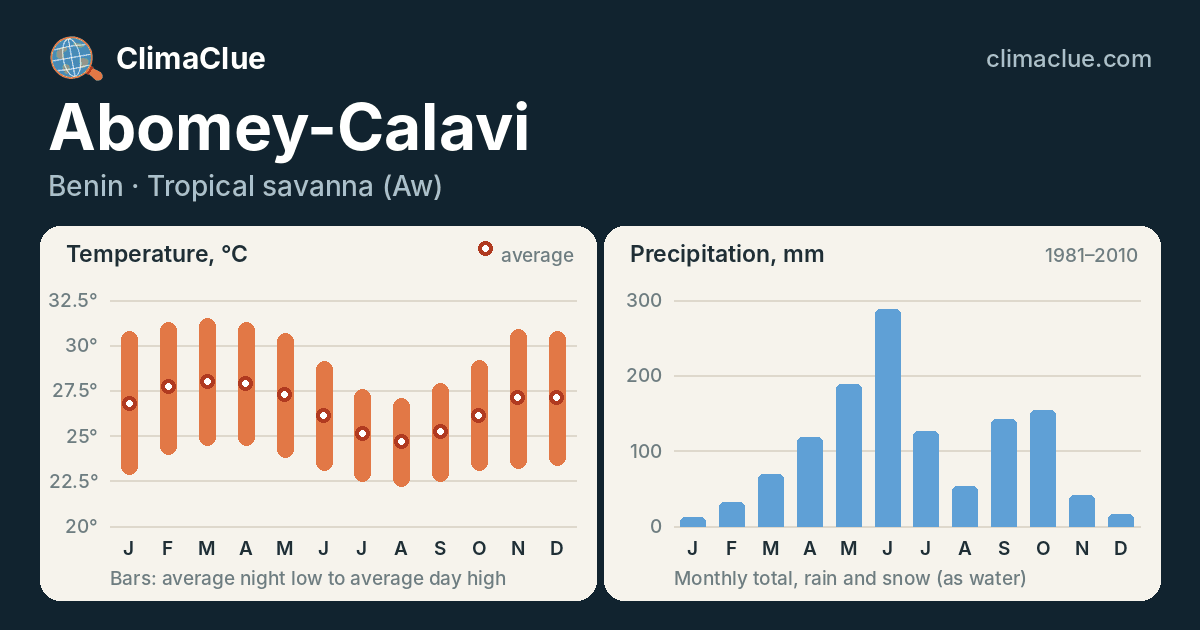 ClimaClue
climaclue.com
Abomey-Calavi
Benin · Tropical savanna (Aw)
Temperature, °C
average
32.5°
30°
27.5°
25°
22.5°
20°
J F M A M J J A S O N D
Bars: average night low to average day high
Precipitation, mm
1981–2010
300
200
100
0
J F M A M J J A S O N D
Monthly total, rain and snow (as water)